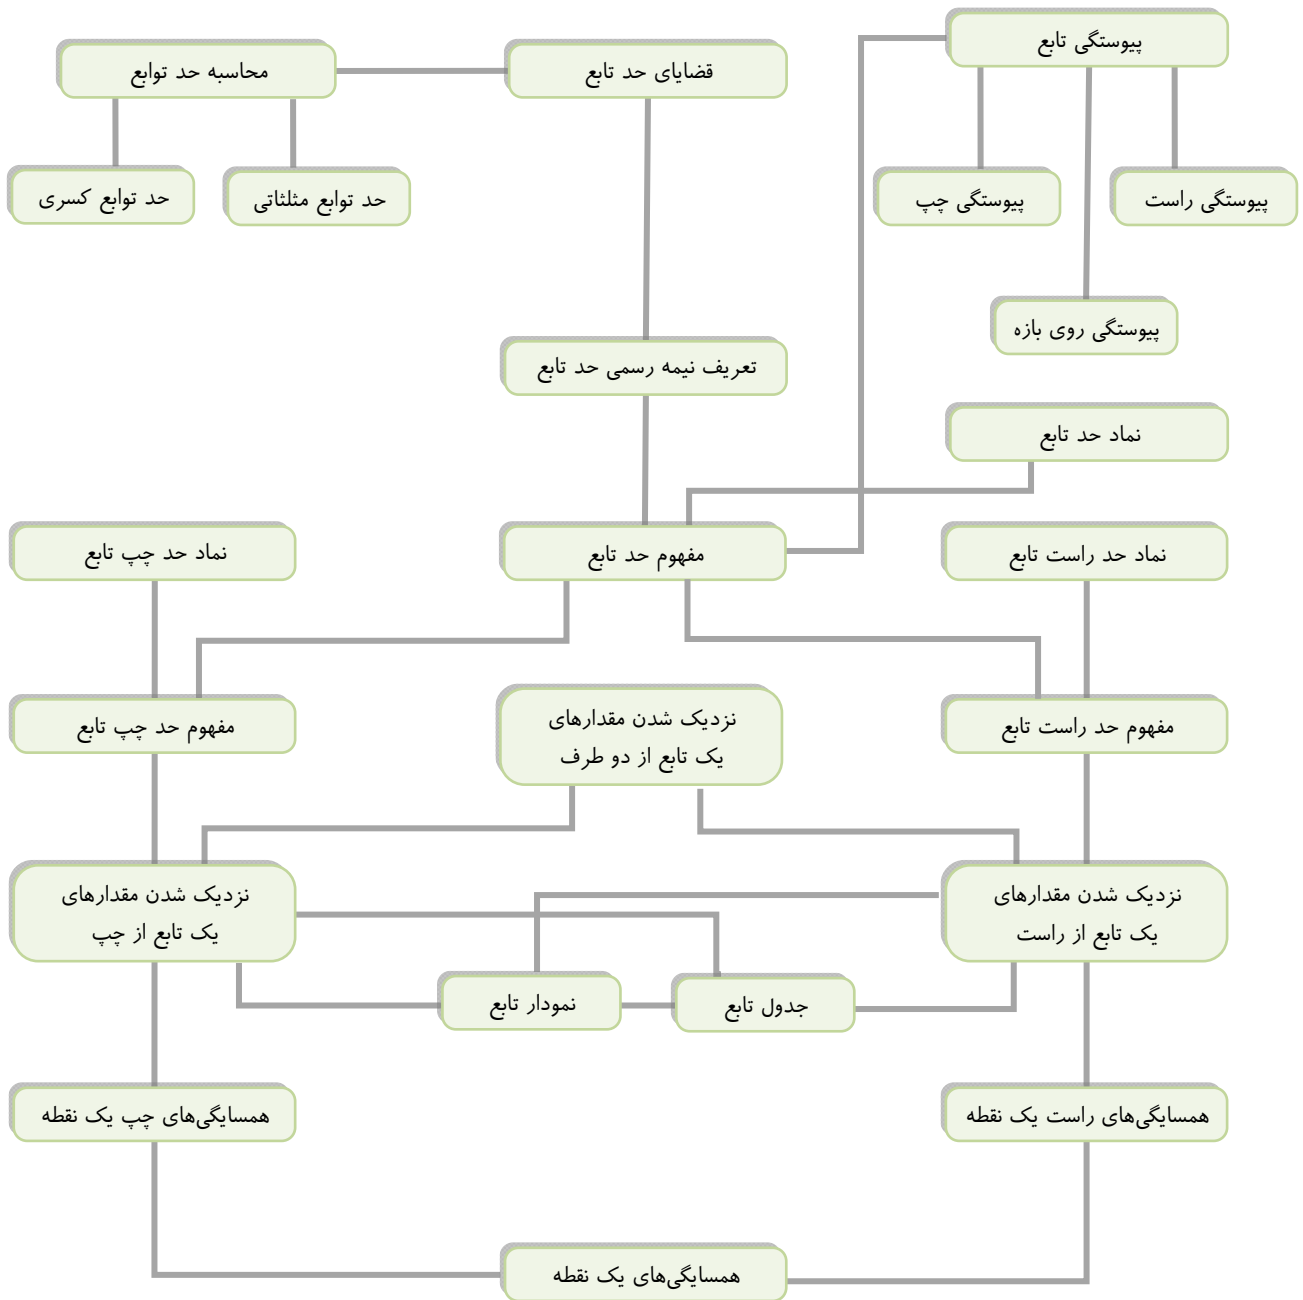 پیوستگی تابع
قضایای حد تابع
محاسبه حد توابع
پیوستگی راست
پیوستگی چپ
حد توابع مثلثاتی
حد توابع کسری
پیوستگی روی بازه
تعریف نیمه رسمی حد تابع
نماد حد تابع
نماد حد راست تابع
مفهوم حد تابع
نماد حد چپ تابع
مفهوم حد راست تابع
نزدیک شدن مقدارهای
یک تابع از دو طرف
مفهوم حد چپ تابع
نزدیک شدن مقدارهای
یک تابع از راست
نزدیک شدن مقدارهای
یک تابع از چپ
جدول تابع
نمودار تابع
همسایگی‌های راست یک نقطه
همسایگی‌های چپ یک نقطه
همسایگی‌های یک نقطه